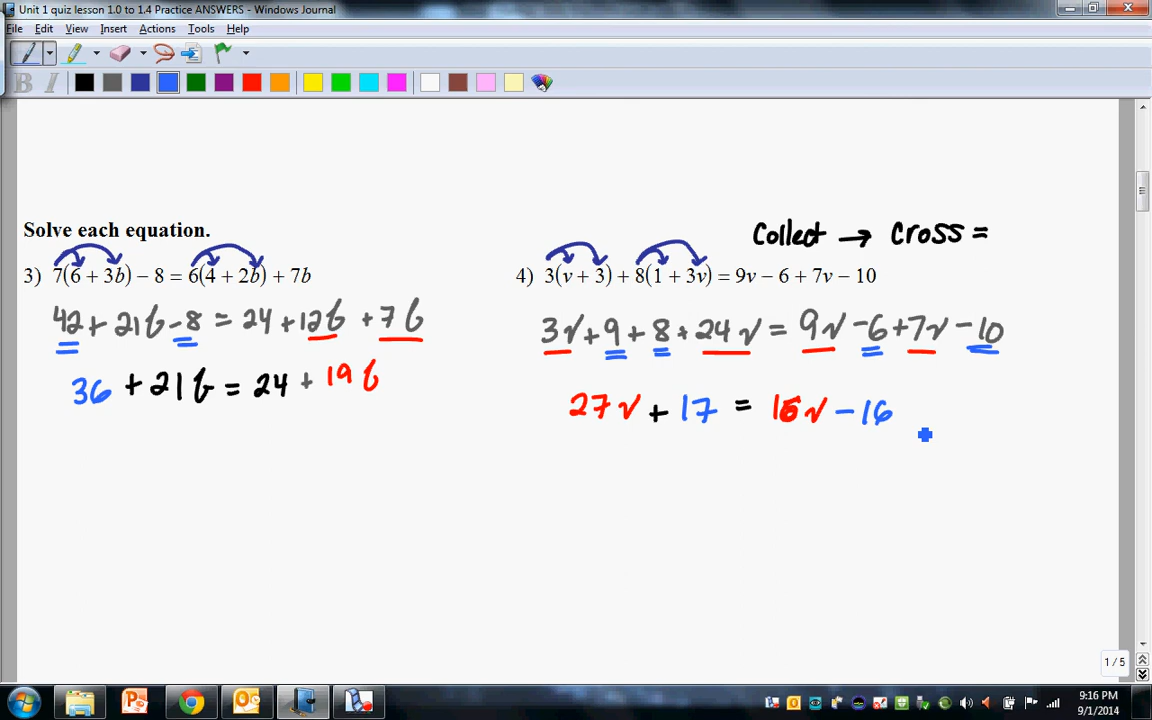 Unit 1 quiz lesson 1.0 to 1.4 Practice ANSWERS - Windows Journal
File Edit View Insert Actions Tools Help
B I
Collect → Cross =
Solve each equation.
3) 7(6 + 3b) − 8 = 6(4 + 2b) + 7b
42 + 21b - 8 = 24 + 12b + 7b
36 + 21b = 24 + 19b
4) 3(v + 3) + 8(1 + 3v) = 9v − 6 + 7v − 10
3v + 9 + 8 + 24v = 9v - 6 + 7v - 10
27v + 17 = 16v - 16
1 / 5
9:16 PM
9/1/2014